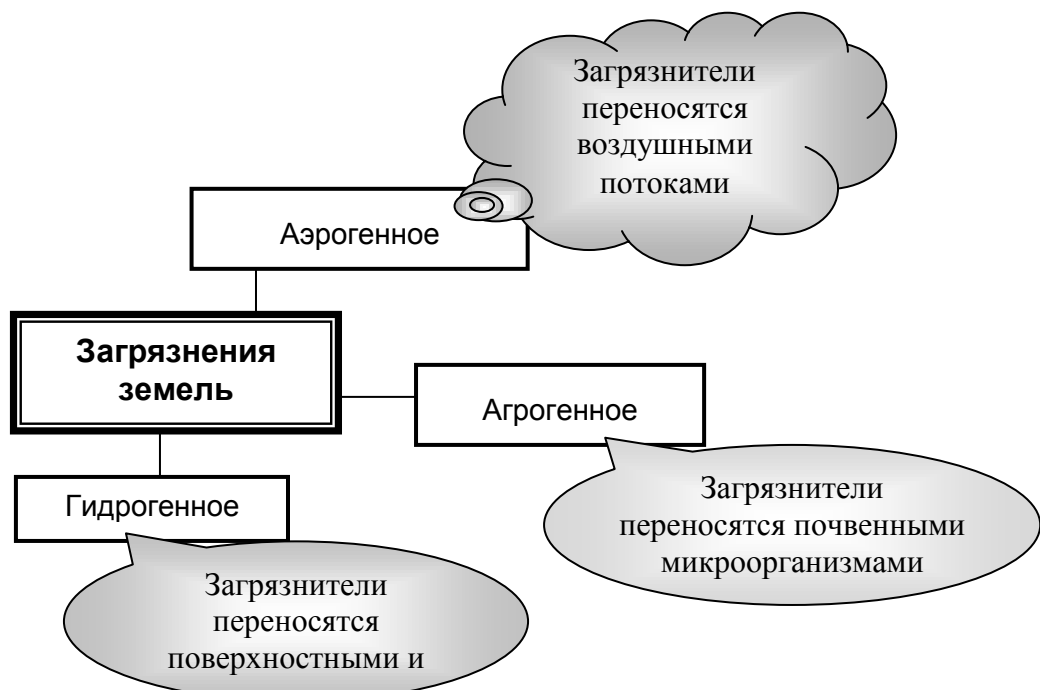 Загрязнители
переносятся
воздушными
потоками
Аэрогенное
Загрязнения
земель
Агрогенное
Загрязнители
переносятся почвенными
микроорганизмами
Гидрогенное
Загрязнители
переносятся
поверхностными и